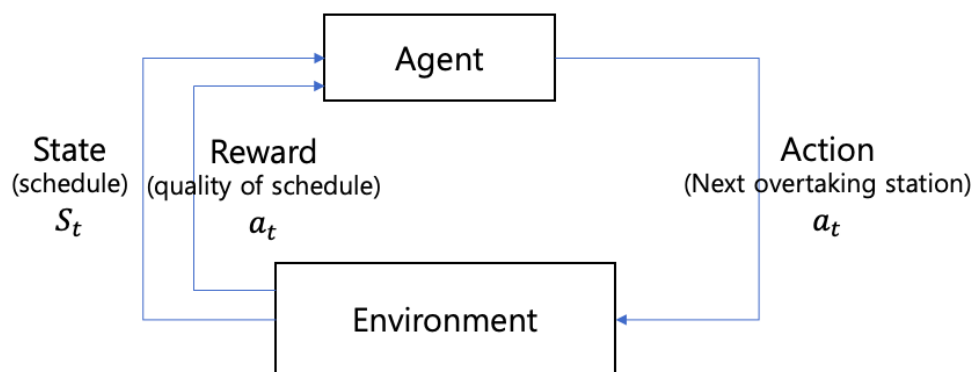 Agent
State
(schedule)
S_t
Reward
(quality of schedule)
a_t
Action
(Next overtaking station)
a_t
Environment